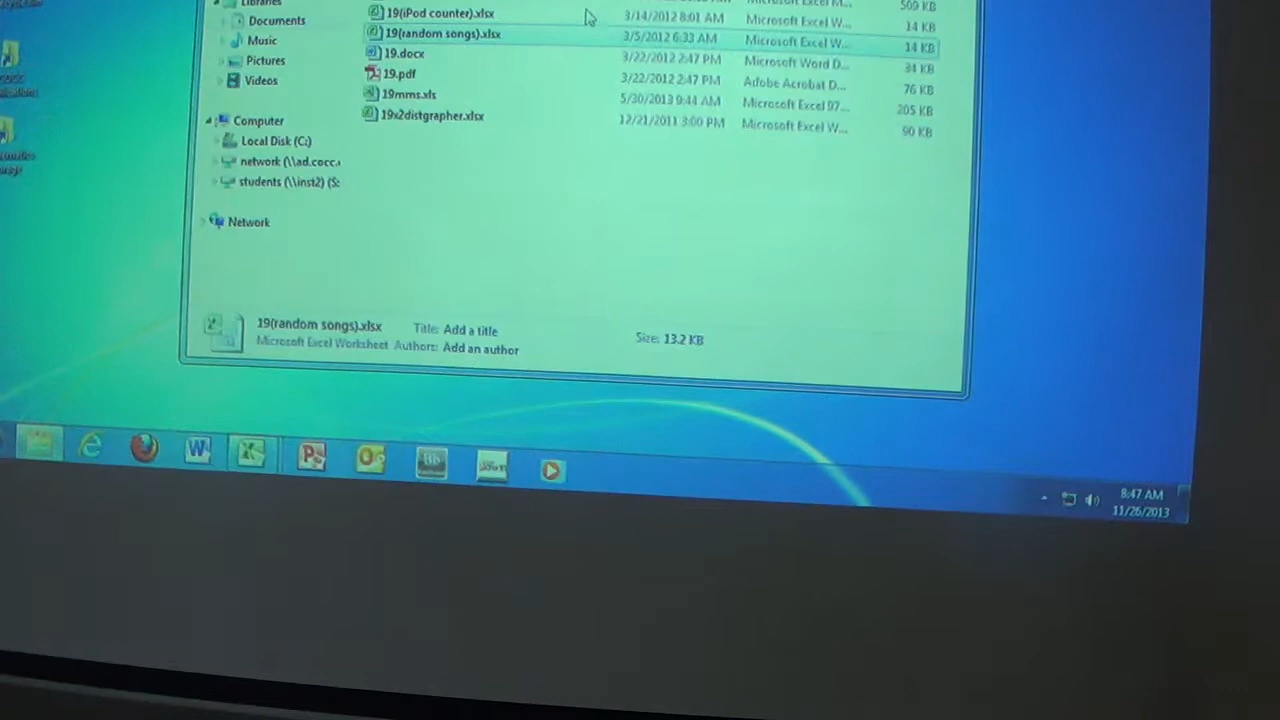 Libraries
Documents
Music
Pictures
Videos
Computer
Local Disk (C:)
network (\\ad.cocc.
students (\\inst2) (S:
Network
509 KB
19(iPod counter).xlsx 3/14/2012 8:01 AM Microsoft Excel W... 14 KB
19(random songs).xlsx 3/5/2012 6:33 AM Microsoft Excel W... 14 KB
19.docx 3/22/2012 2:47 PM Microsoft Word D... 34 KB
19.pdf 3/22/2012 2:47 PM Adobe Acrobat D... 76 KB
19mms.xls 5/30/2013 9:44 AM Microsoft Excel 97... 205 KB
19x2distgrapher.xlsx 12/21/2011 3:00 PM Microsoft Excel W... 90 KB
19(random songs).xlsx Title: Add a title Size: 13.2 KB
Microsoft Excel Worksheet Authors: Add an author
8:47 AM
11/26/2013